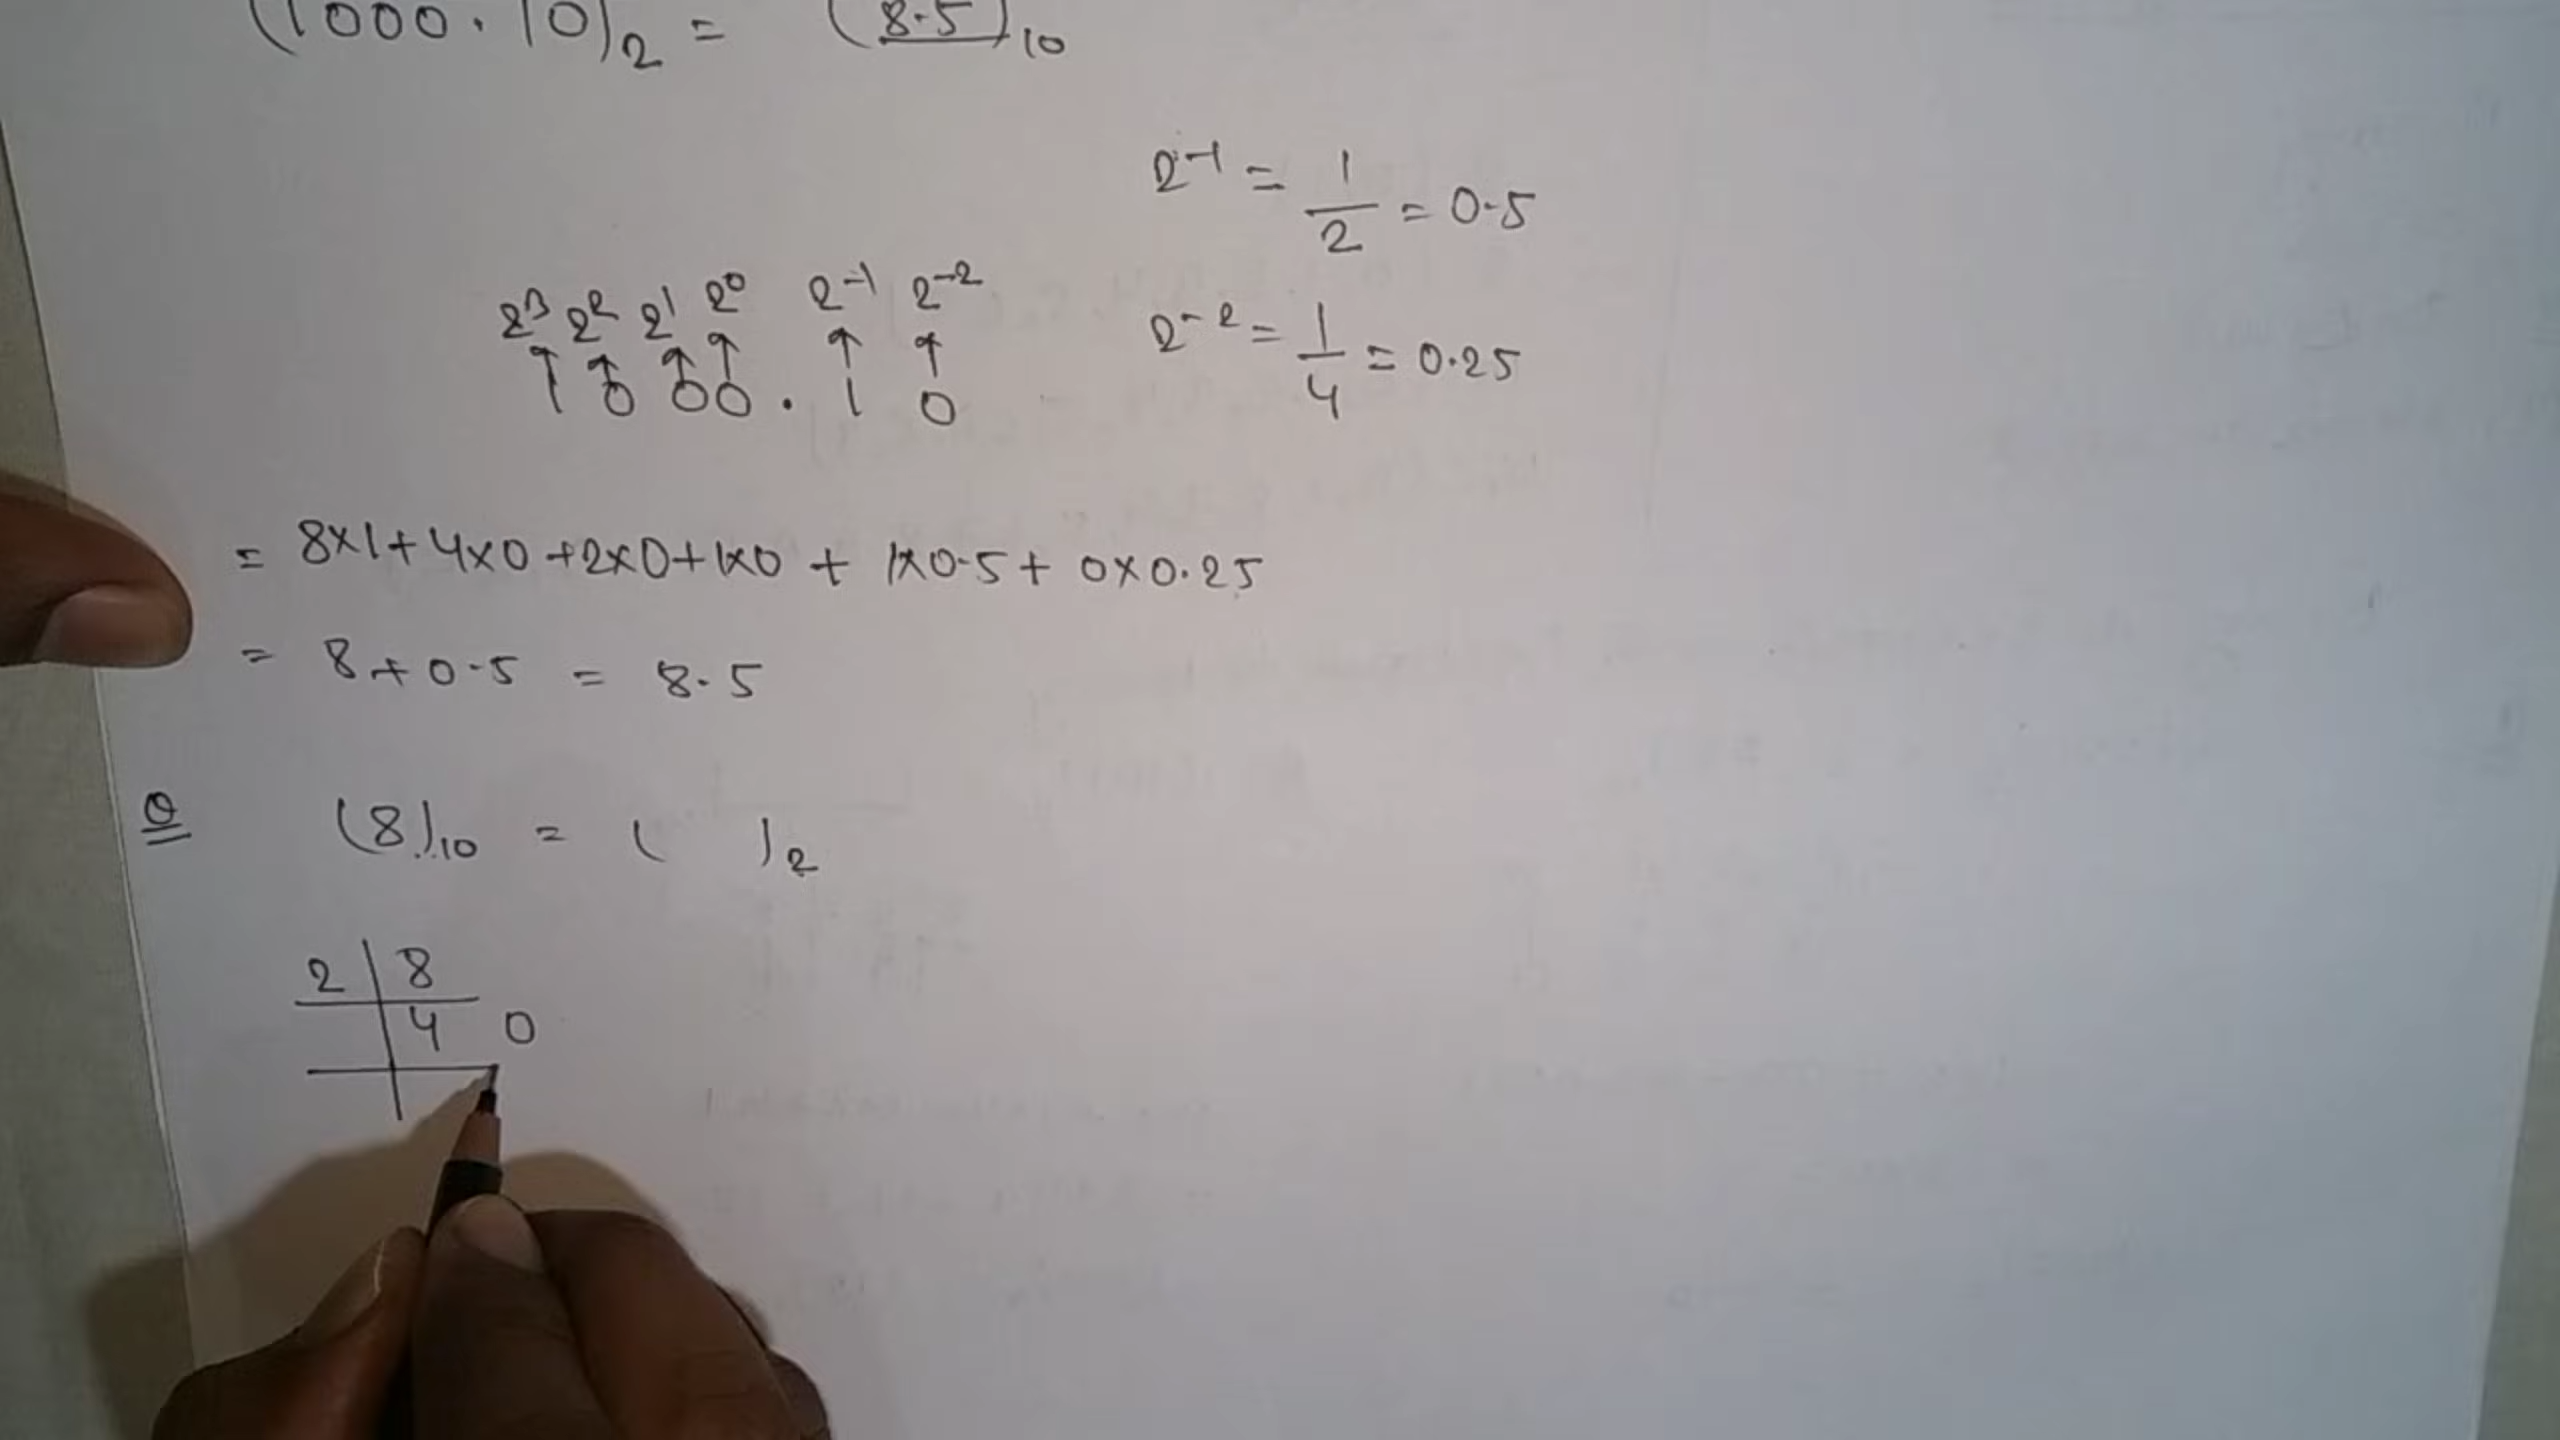 (1000.10)₂ = (8.5)₁₀
2⁻¹ = 1/2 = 0.5
2³ 2² 2¹ 2⁰ 2⁻¹ 2⁻²
↑ ↑ ↑ ↑ ↑ ↑
1 0 0 0 . 1 0
2⁻² = 1/4 = 0.25
= 8×1+4×0+2×0+1×0 + 1×0.5+ 0×0.25
= 8+0.5 = 8.5
Q (8)₁₀ = ( )₂
2 | 8
4 0